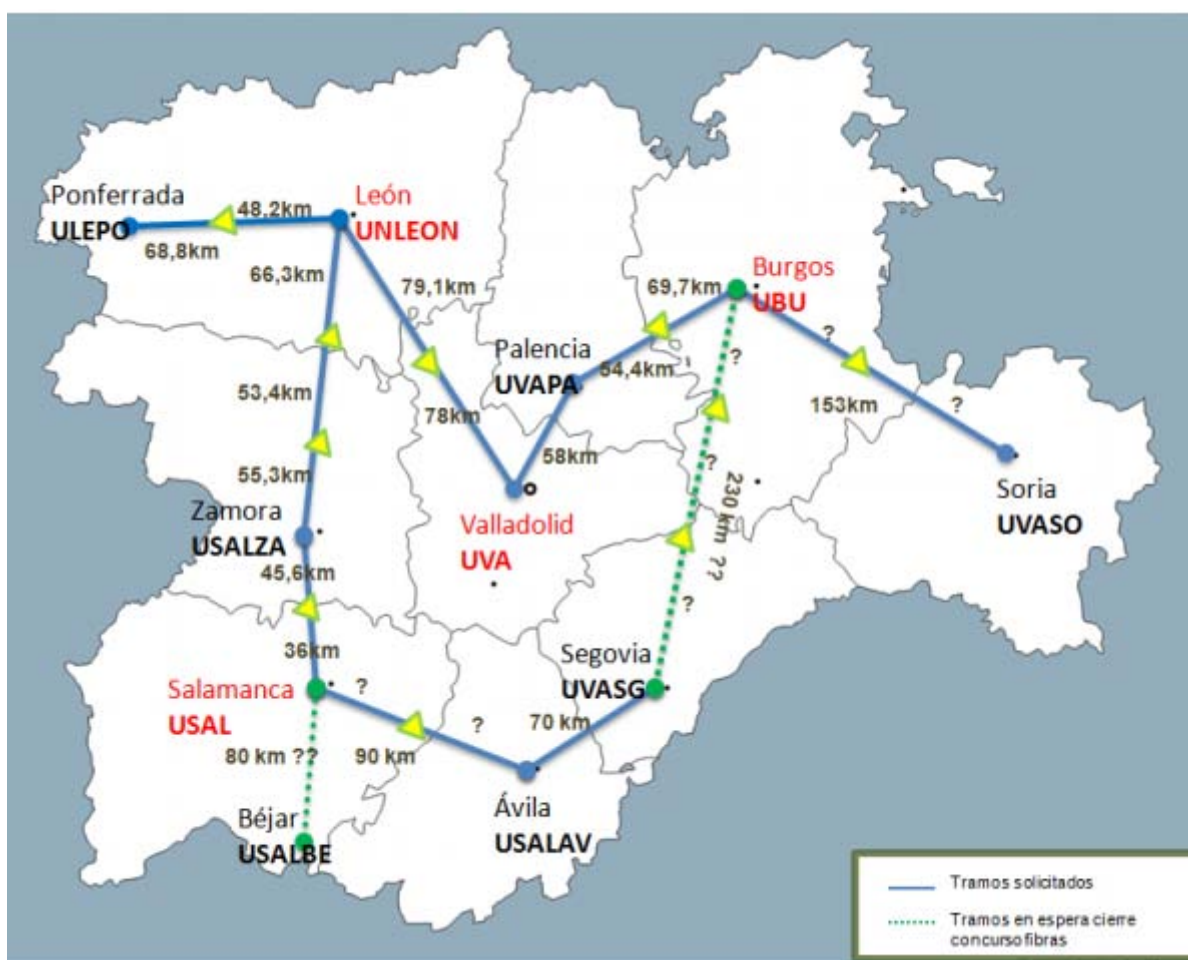 Ponferrada
ULEPO
48.2km
68,8km
León
UNLEON
66,3km
79,1km
Burgos
UBU
69,7km
?
?
Palencia
UVAPA
54,4km
53,4km
78km
153km
?
58km
55,3km
?
230 km ??
Zamora
USALZA
Valladolid
UVA
Soria
UVASO
45,6km
?
36km
Segovia
UVASG
Salamanca
USAL
?
?
70 km
80 km ??
90 km
Béjar
USALBE
Ávila
USALAV
Tramos solicitados
Tramos en espera cierre
concurso fibras